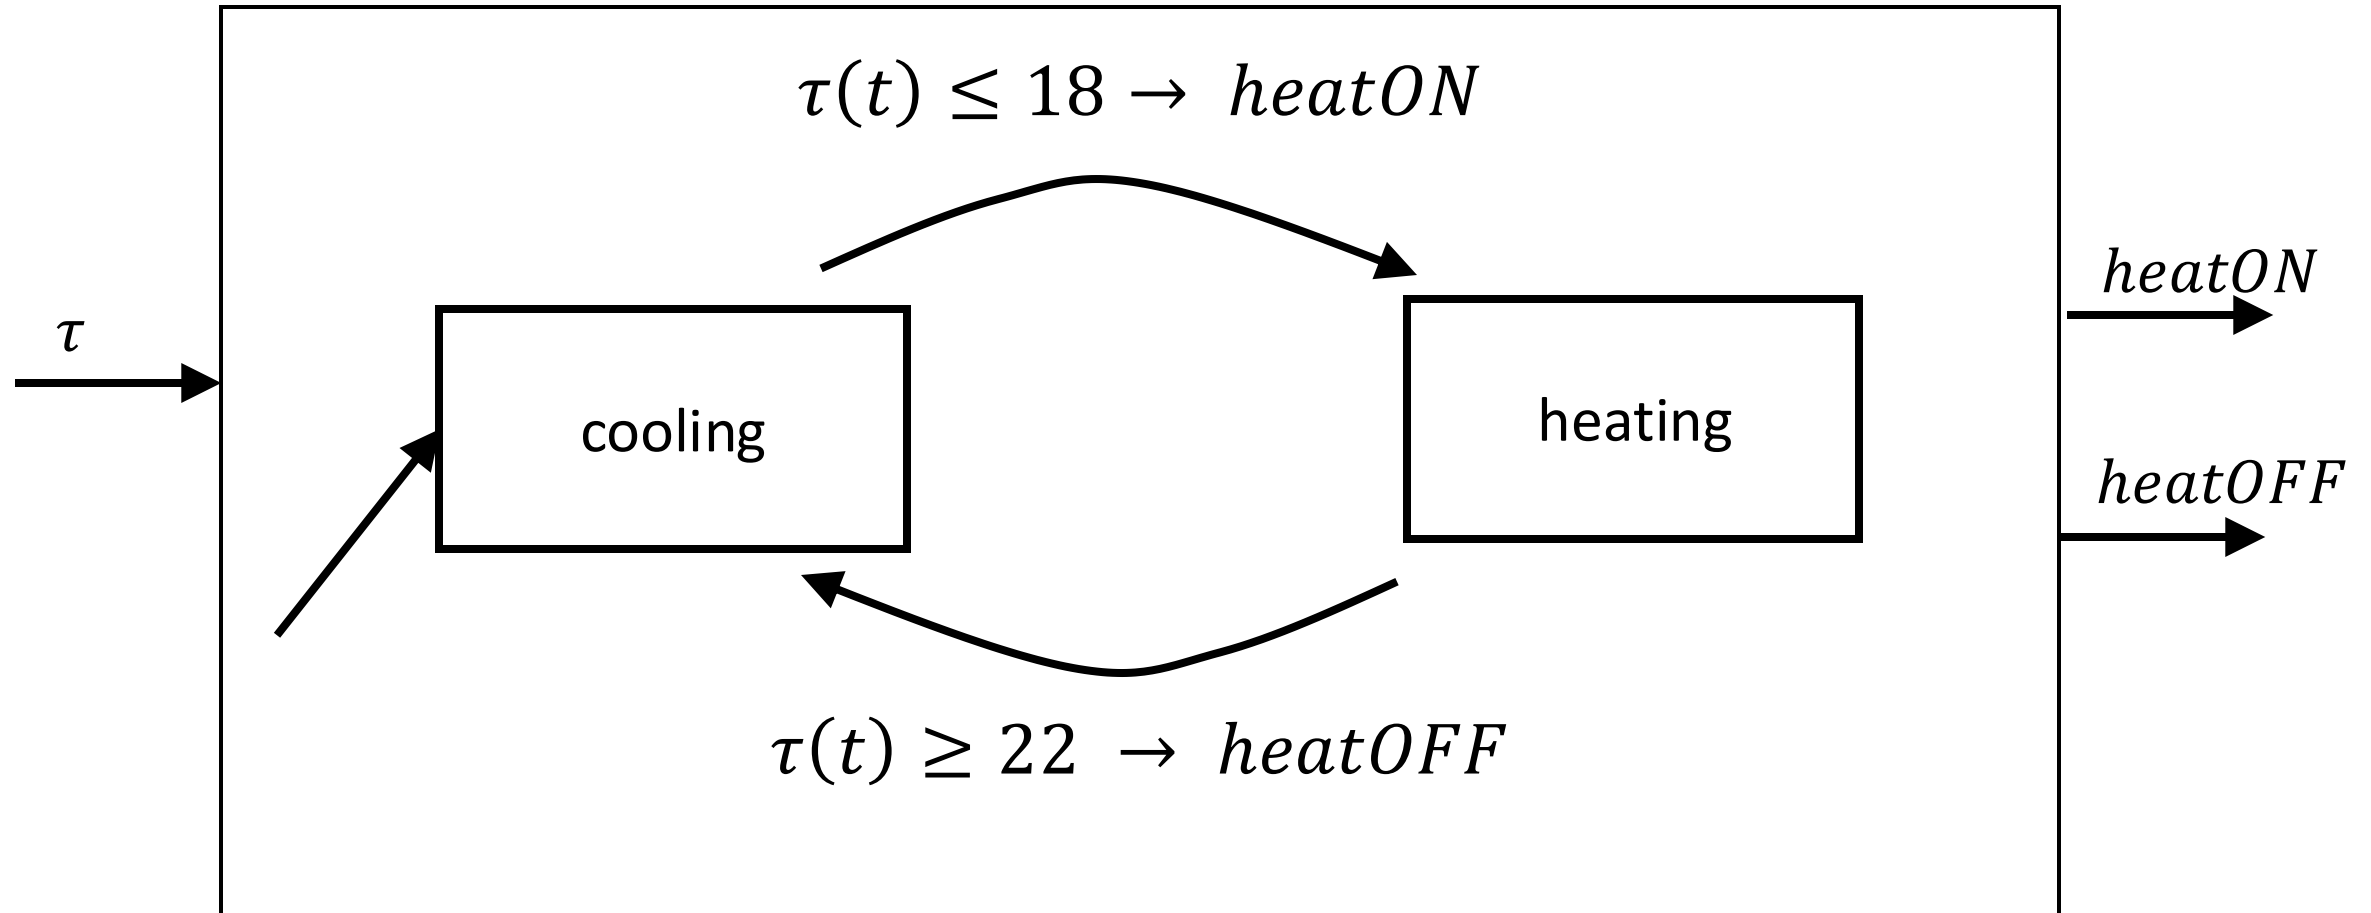 τ(t) ≤ 18 → heatON
τ
heatON
cooling
heating
heatOFF
τ(t) ≥ 22 → heatOFF